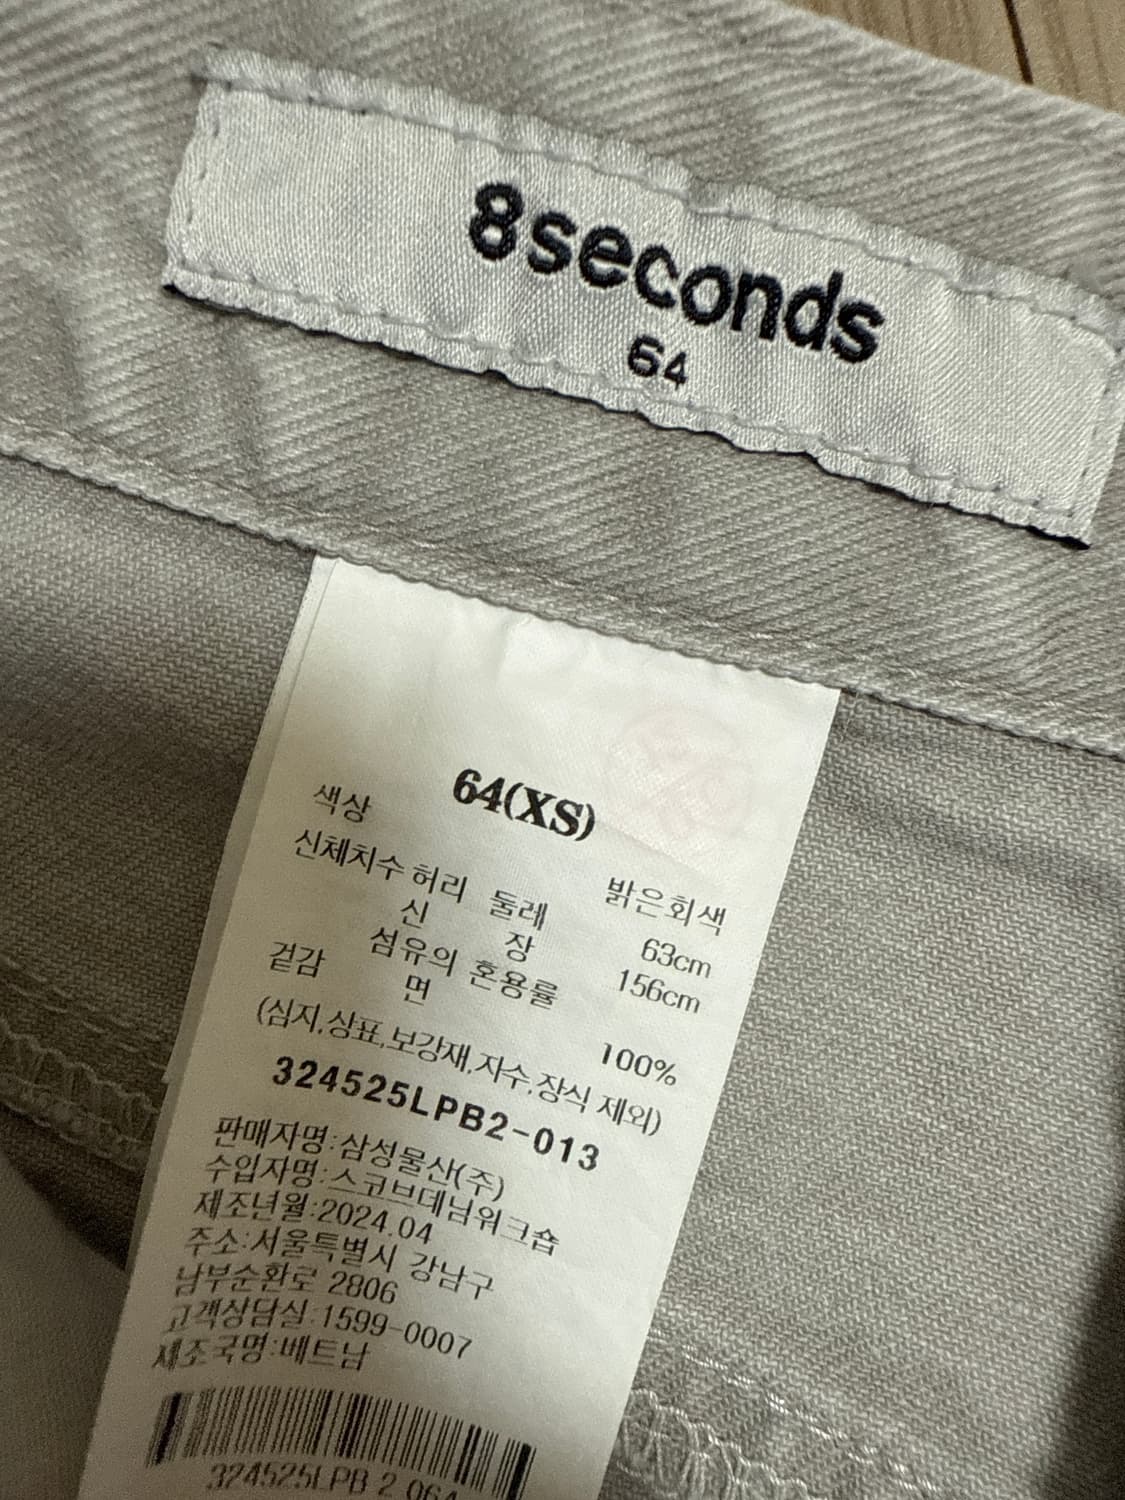 8seconds
64
64(XS)
색상 밝은회색
신체치수 허리 둘레 63cm
신 장 156cm
섬유의 혼용률
겉감 면 100%
(심지,상표,보강재,자수,장식 제외)
324525LPB2-013
판매자명:삼성물산(주)
수입자명:스코브데님워크숍
제조년월:2024.04
주소:서울특별시 강남구
남부순환로 2806
고객상담실:1599-0007
제조국명:베트남
324525LPB 2 064